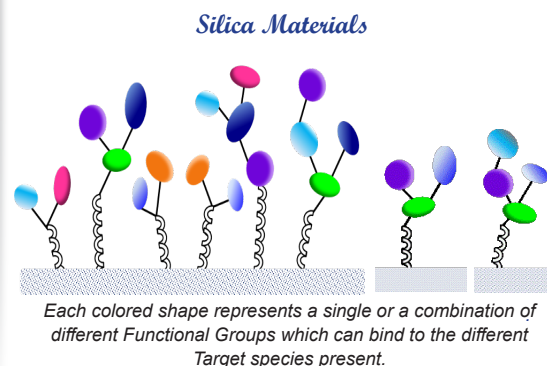 Silica Materials
Each colored shape represents a single or a combination of
different Functional Groups which can bind to the different
Target species present.